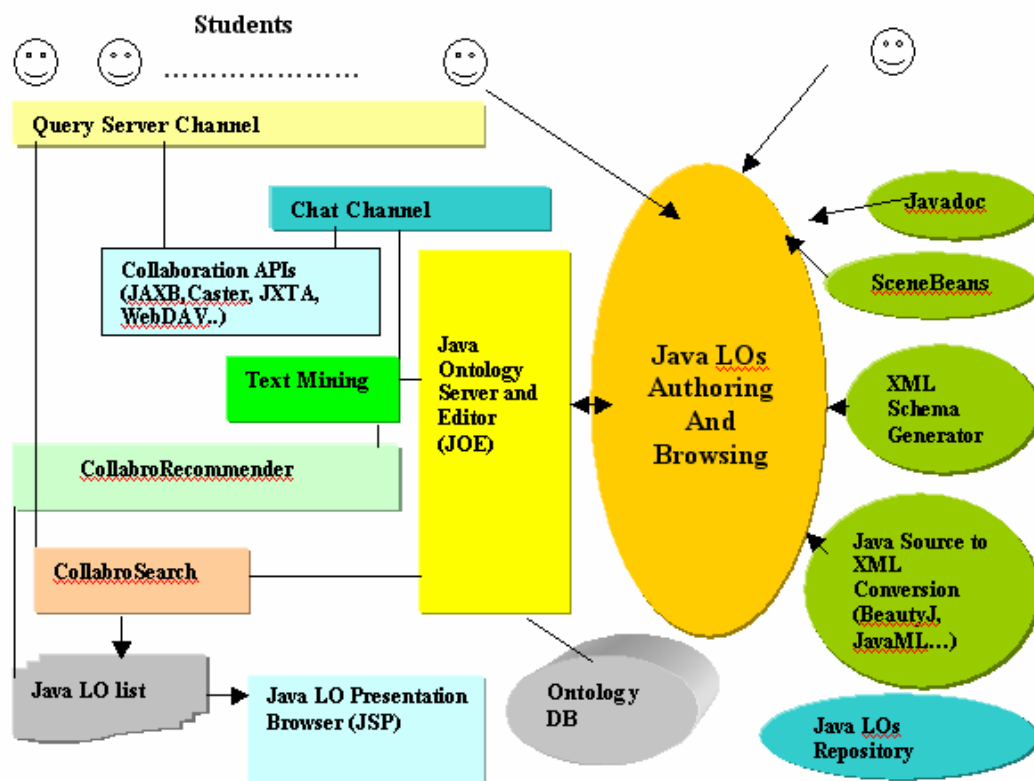 Students
.....................
Query Server Channel
Chat Channel
Collaboration APIs
(JAXB,Caster, JXTA,
WebDAV..)
Text Mining
CollabroRecommender
CollabroSearch
Java LO list
Java LO Presentation
Browser (JSP)
Java
Ontology
Server and
Editor
(JOE)
Ontology
DB
Java LOs
Authoring
And
Browsing
Javadoc
SceneBeans
XML
Schema
Generator
Java Source to
XML
Conversion
(BeautyJ,
JavaML...)
Java LOs
Repository